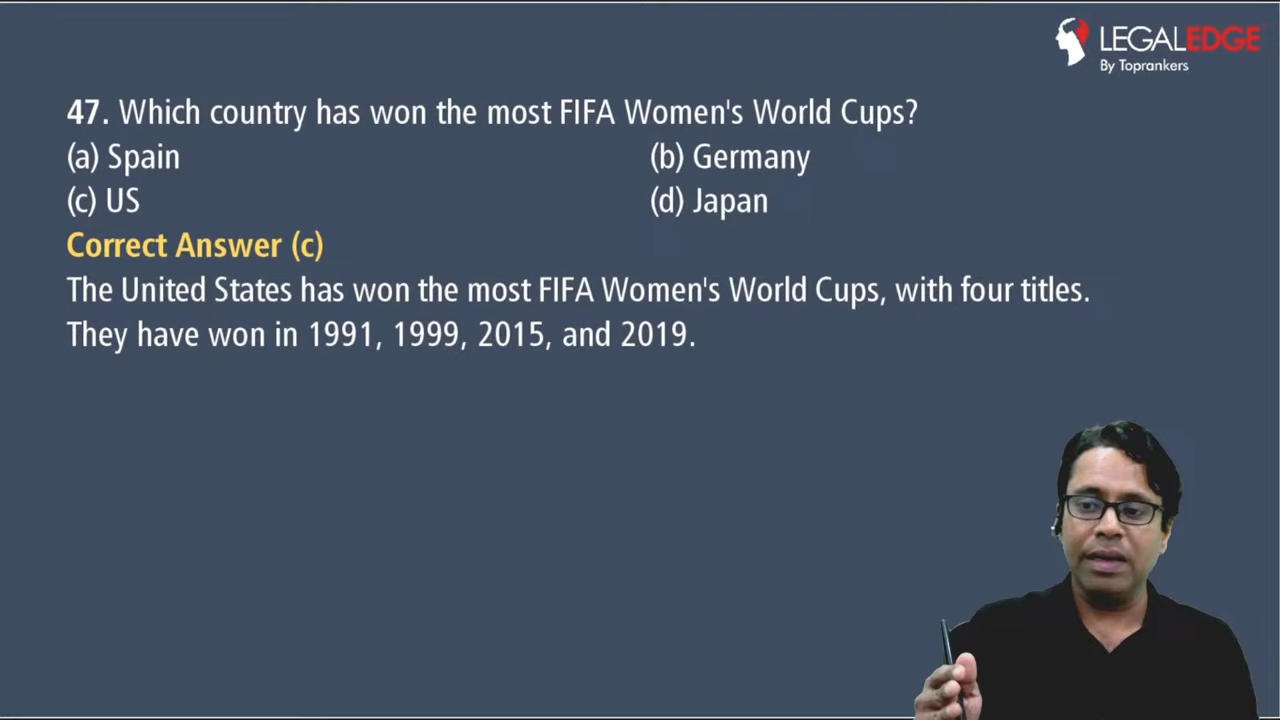 LEGALEDGE
By Toprankers
47. Which country has won the most FIFA Women's World Cups?
(a) Spain (b) Germany
(c) US (d) Japan
Correct Answer (c)
The United States has won the most FIFA Women's World Cups, with four titles.
They have won in 1991, 1999, 2015, and 2019.